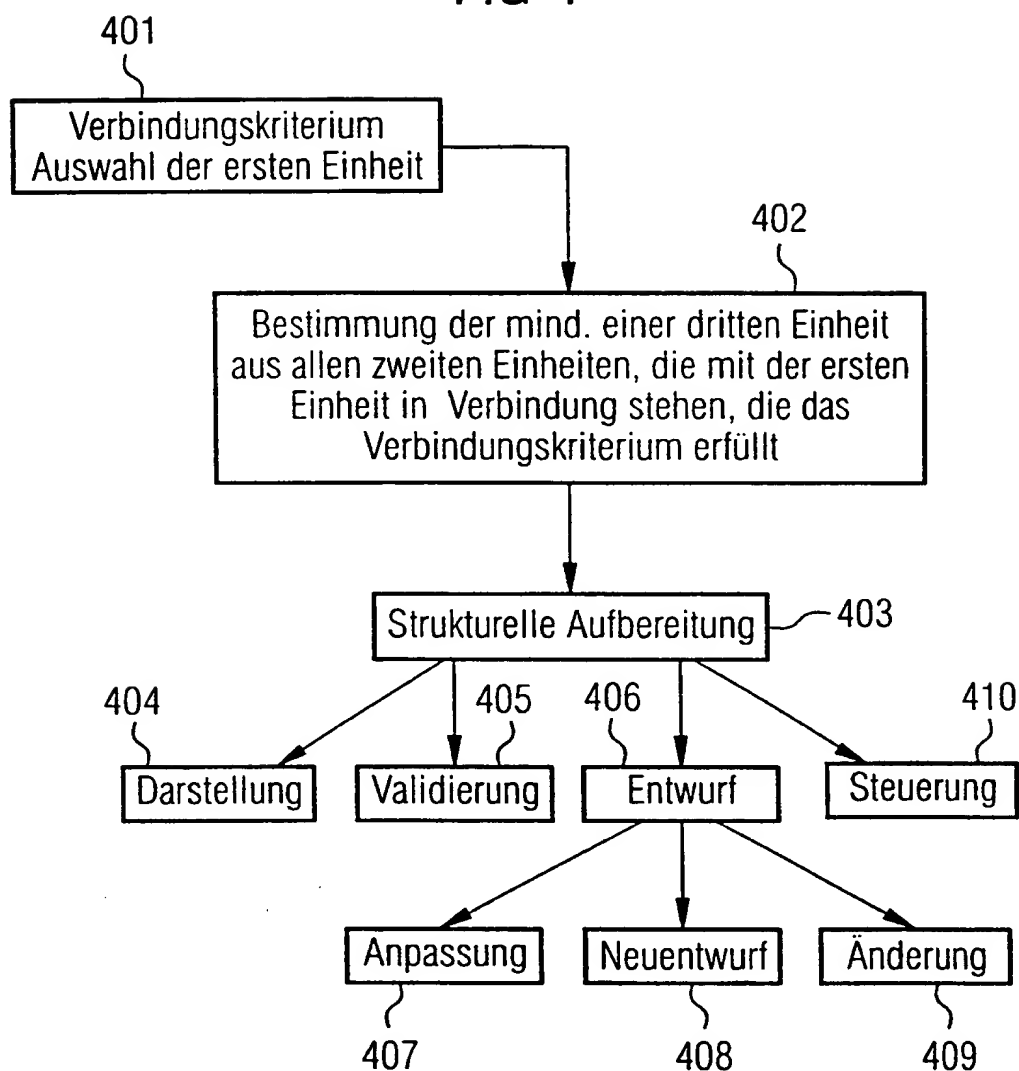 401
Verbindungskriterium
Auswahl der ersten Einheit
402
Bestimmung der mind. einer dritten Einheit
aus allen zweiten Einheiten, die mit der ersten
Einheit in Verbindung stehen, die das
Verbindungskriterium erfüllt
Strukturelle Aufbereitung
403
404
405
406
410
Darstellung
Validierung
Entwurf
Steuerung
Anpassung
Neuentwurf
Änderung
407
408
409